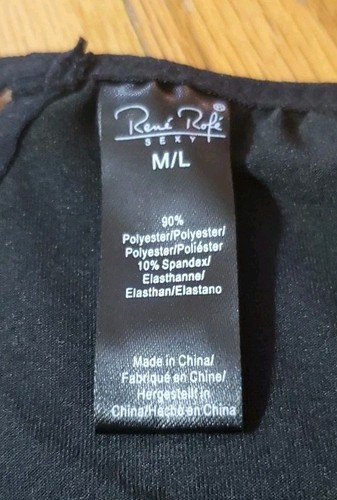 René Rofé®
SEXY
M/L
90%
Polyester/Polyester/
Polyester/Poliéster
10% Spandex/
Elasthanne/
Elasthan/Elastano
Made in China/
Fabriqué en Chine/
Hergestellt in
China/Hecho en China